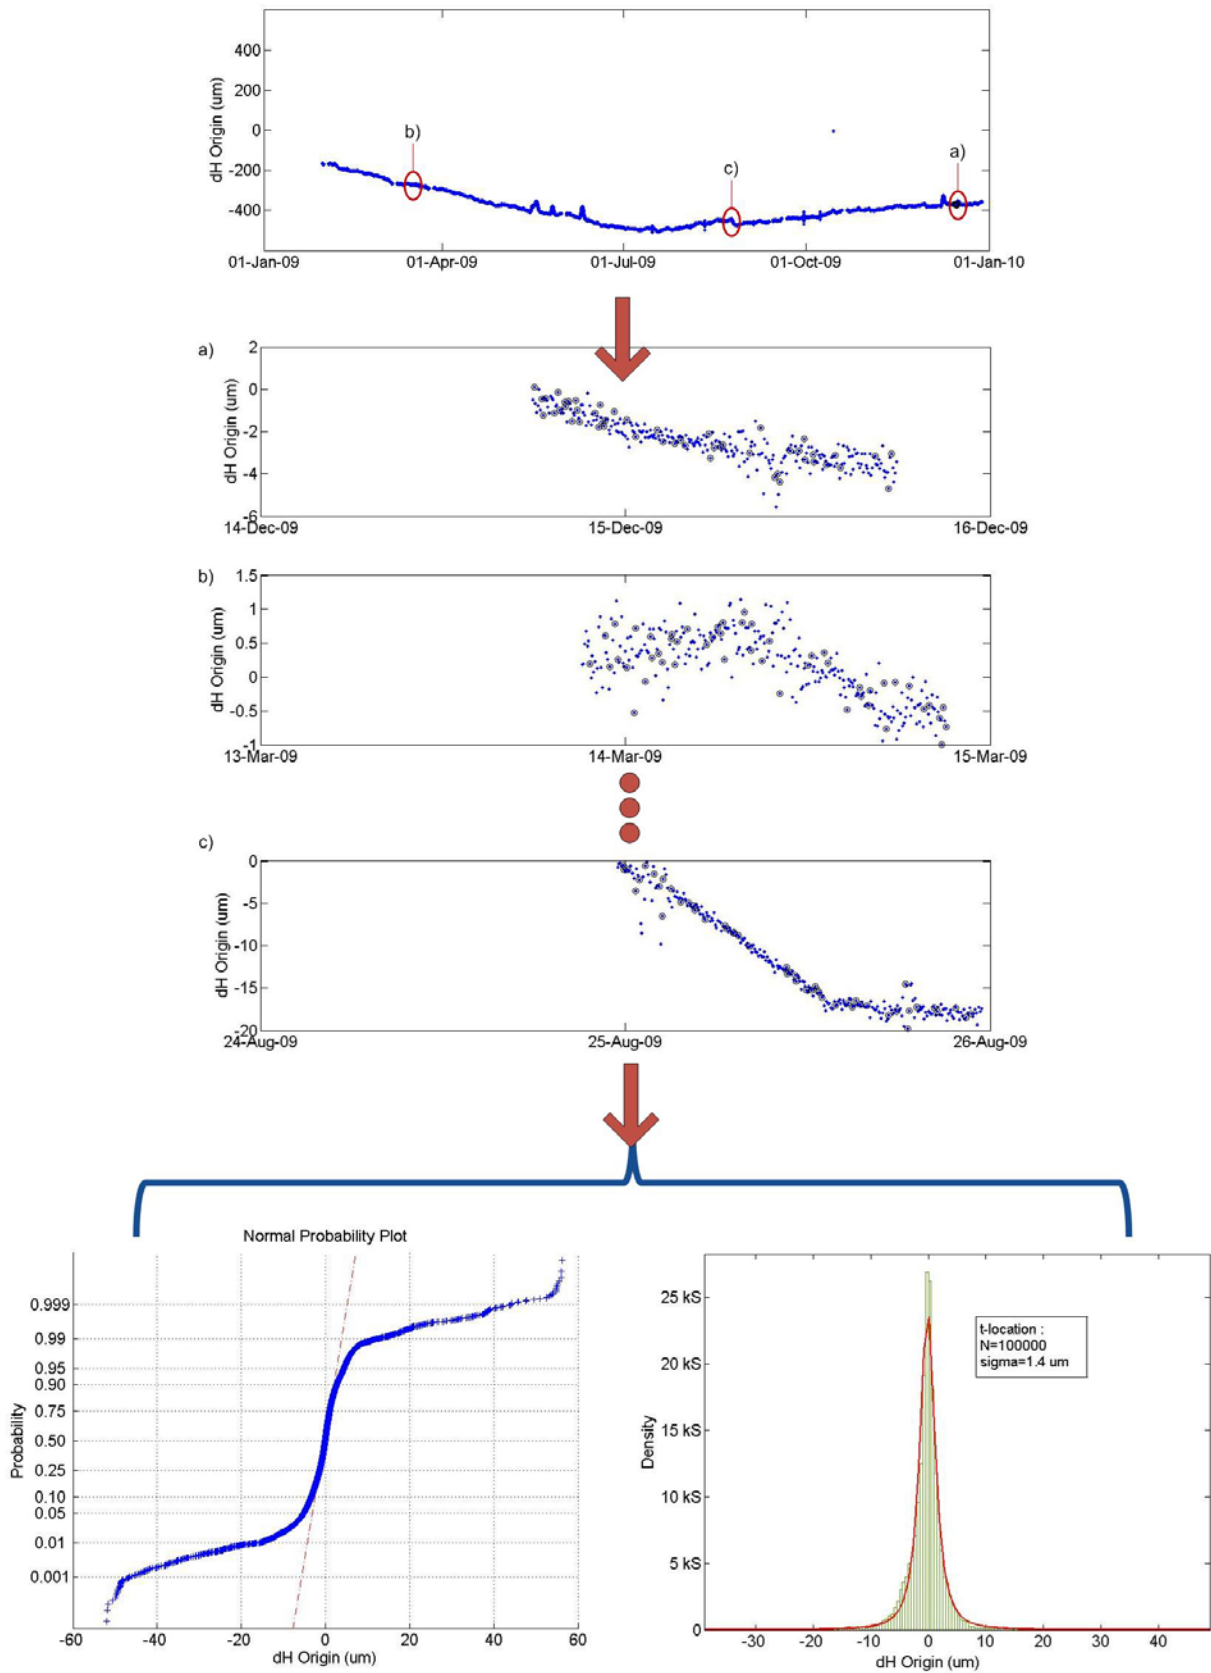 dH Origin (um)
400
200
0
-200
-400
b)
c)
a)
01-Jan-09 01-Apr-09 01-Jul-09 01-Oct-09 01-Jan-10
a)
dH Origin (um)
2
0
-2
-4
-6
14-Dec-09 15-Dec-09 16-Dec-09
b)
dH Origin (um)
1.5
1
0.5
0
-0.5
-1
13-Mar-09 14-Mar-09 15-Mar-09
c)
dH Origin (um)
0
-5
-10
-15
-20
24-Aug-09 25-Aug-09 26-Aug-09
Normal Probability Plot
Probability
0.999
0.99
0.95
0.90
0.75
0.50
0.25
0.10
0.05
0.01
0.001
-60 -40 -20 0 20 40 60
dH Origin (um)
Density
25 kS
20 kS
15 kS
10 kS
5 kS
0
t-location :
N=100000
sigma=1.4 um
-30 -20 -10 0 10 20 30 40
dH Origin (um)